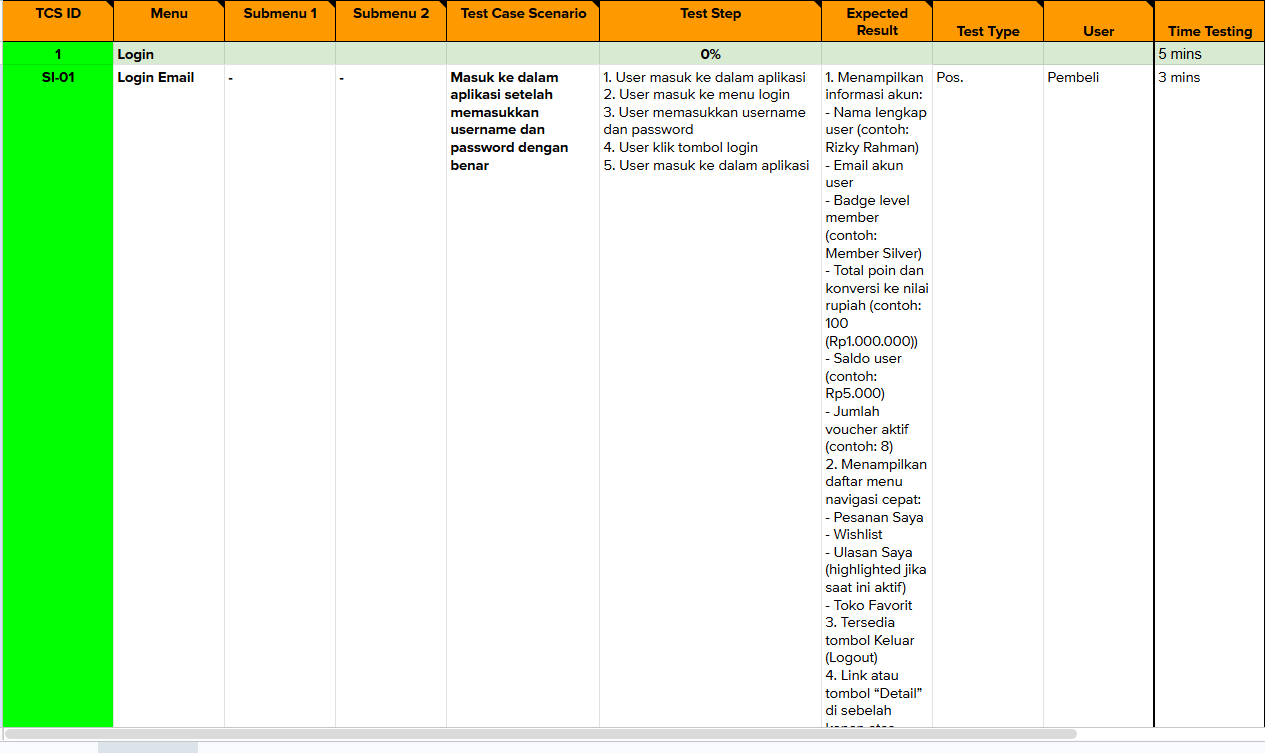 TCS ID
Menu
Submenu 1
Submenu 2
Test Case Scenario
Test Step
Expected
Result
Test Type
User
Time Testing
1
Login
0%
5 mins
SI-01
Login Email
-
-
Masuk ke dalam
aplikasi setelah
memasukkan
username dan
password dengan
benar
1. User masuk ke dalam aplikasi
2. User masuk ke menu login
3. User memasukkan username
dan password
4. User klik tombol login
5. User masuk ke dalam aplikasi
1. Menampilkan
informasi akun:
- Nama lengkap
user (contoh:
Rizky Rahman)
- Email akun
user
- Badge level
member
(contoh:
Member Silver)
- Total poin dan
konversi ke nilai
rupiah (contoh:
100
(Rp1.000.000))
- Saldo user
(contoh:
Rp5.000)
- Jumlah
voucher aktif
(contoh: 8)
2. Menampilkan
daftar menu
navigasi cepat:
- Pesanan Saya
- Wishlist
- Ulasan Saya
(highlighted jika
saat ini aktif)
- Toko Favorit
3. Tersedia
tombol Keluar
(Logout)
4. Link atau
tombol “Detail”
di sebelah
Pos.
Pembeli
3 mins